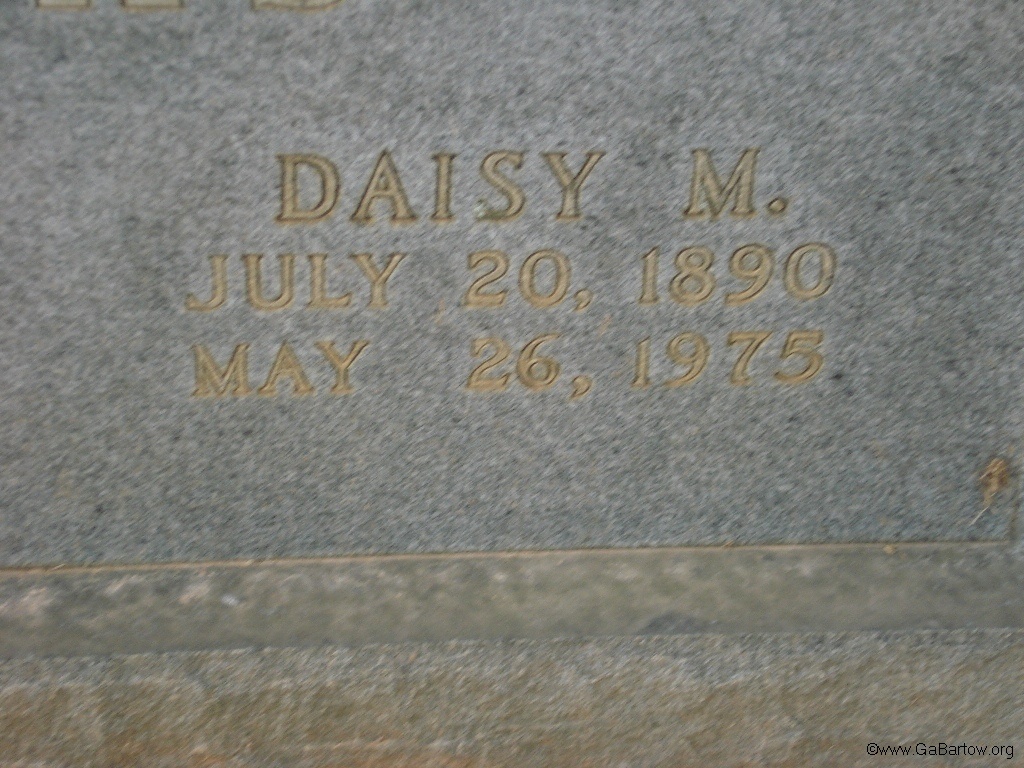 DAISY M.
JULY 20, 1890
MAY 26, 1975
©www.GaBartow.org